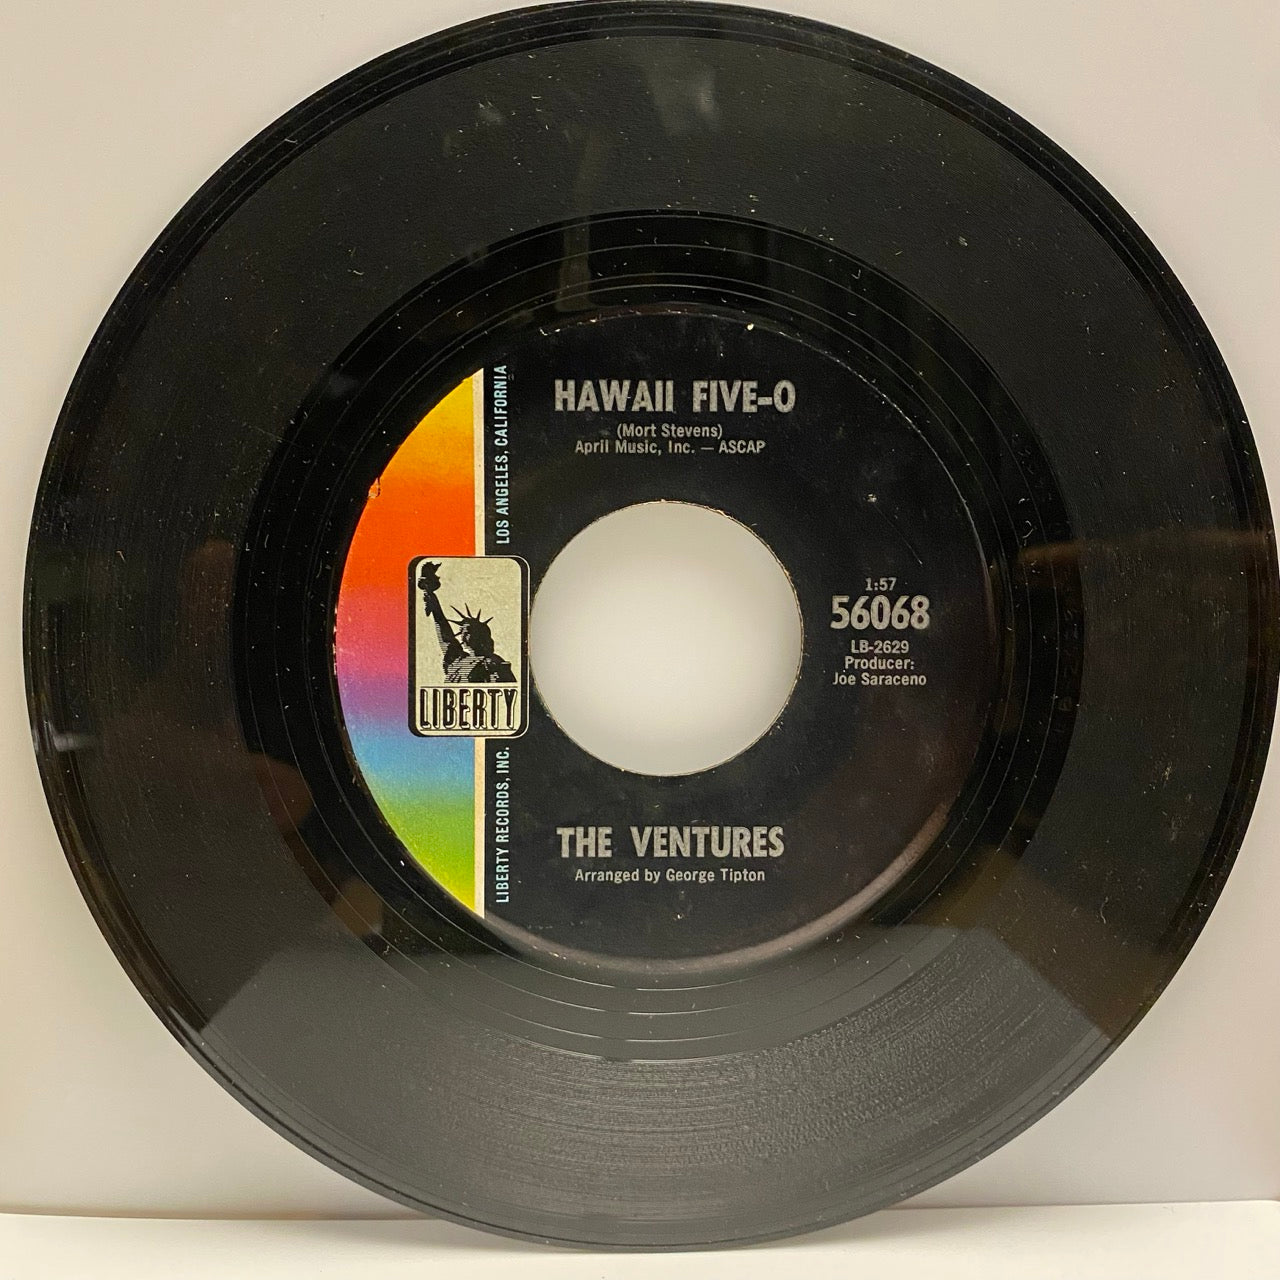 HAWAII FIVE-O
(Mort Stevens)
April Music, Inc. — ASCAP
LOS ANGELES, CALIFORNIA
LIBERTY
LIBERTY RECORDS, INC.
1:57
56068
LB-2629
Producer:
Joe Saraceno
THE VENTURES
Arranged by George Tipton